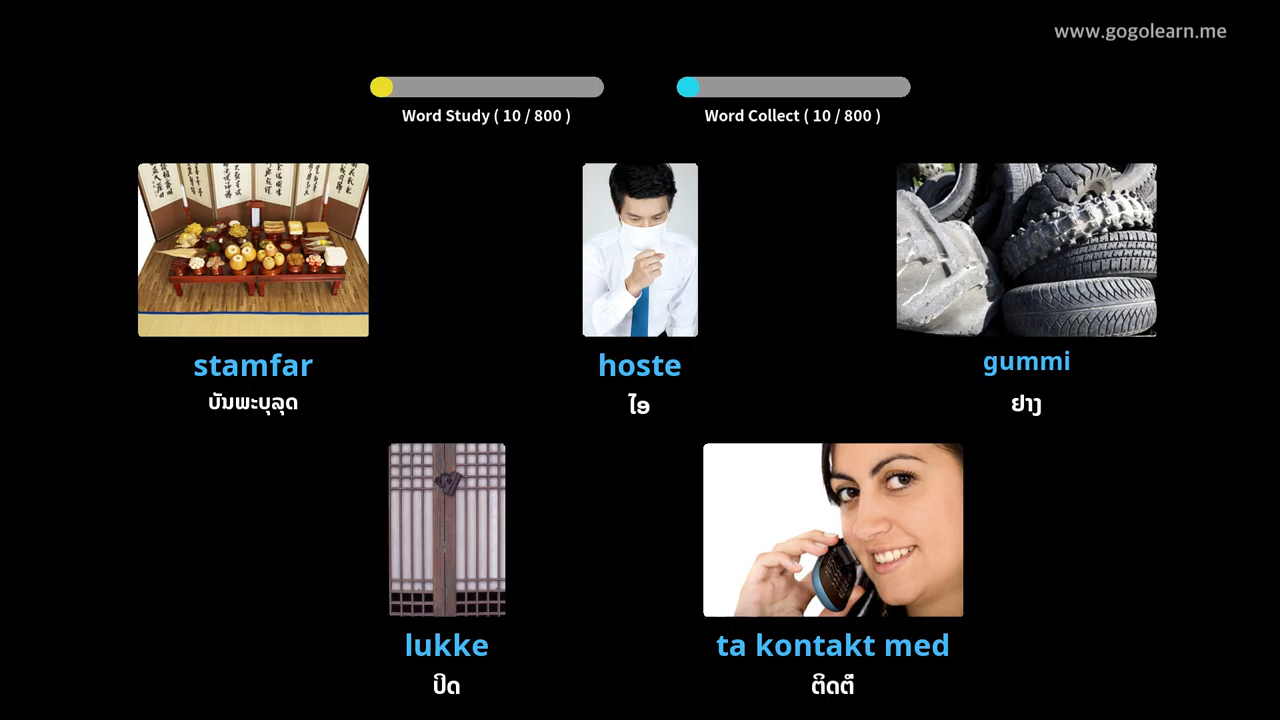 www.gogolearn.me
Word Study ( 10 / 800 )
Word Collect ( 10 / 800 )
stamfar
ບັນພະບຸລຸດ
hoste
ໄອ
gummi
ຢາງ
lukke
ປິດ
ta kontakt med
ຕິດຕໍ່